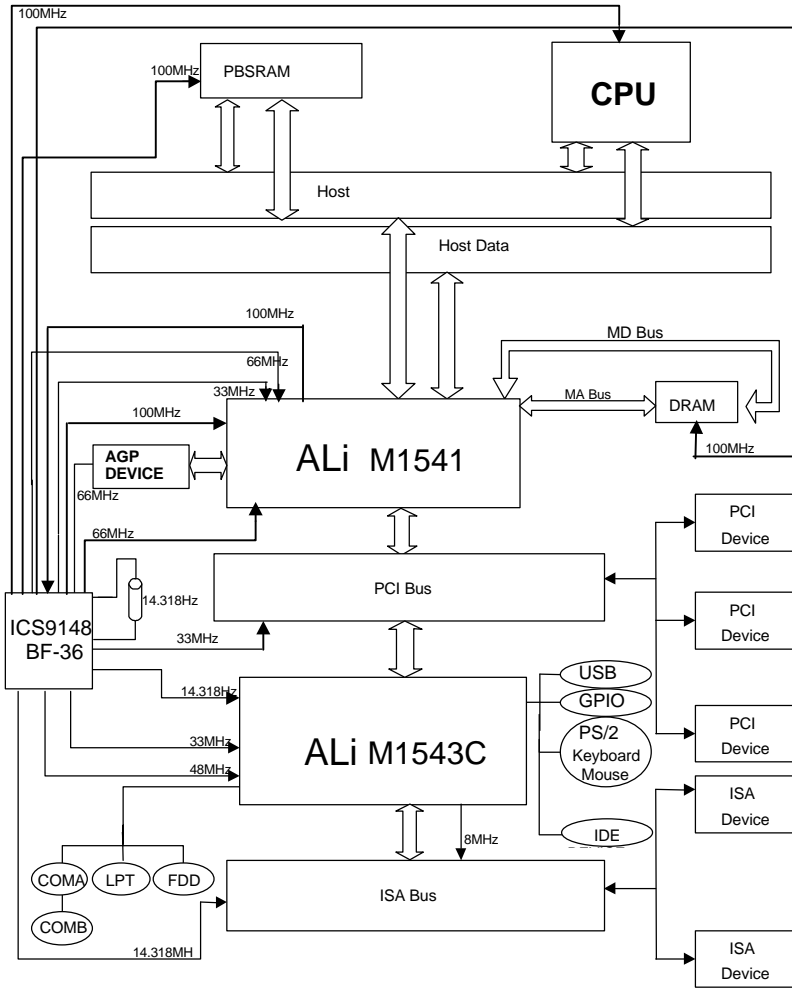 100MHz
100MHz
PBSRAM
CPU
Host
Host Data
100MHz
66MHz
33MHz
MD Bus
MA Bus
DRAM
100MHz
100MHz
ALi M1541
AGP
DEVICE
66MHz
66MHz
PCI
Device
14.318Hz
PCI Bus
ICS9148
BF-36
33MHz
PCI
Device
14.318Hz
USB
GPIO
PS/2
Keyboard
Mouse
33MHz
ALi M1543C
48MHz
PCI
Device
ISA
Device
IDE
8MHz
COMA
LPT
FDD
COMB
ISA Bus
14.318MH
ISA
Device